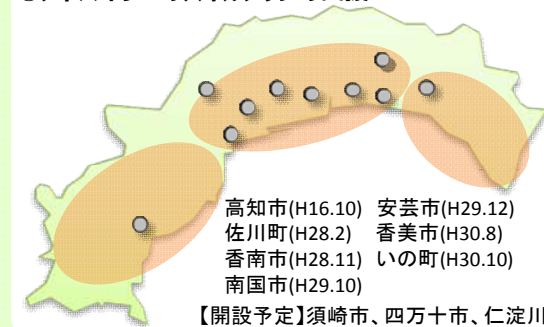 高知市(H16.10) 安芸市(H29.12)
佐川町(H28.2) 香美市(H30.8)
香南市(H28.11) いの町(H30.10)
南国市(H29.10)
【開設予定】須崎市、四万十市、仁淀川